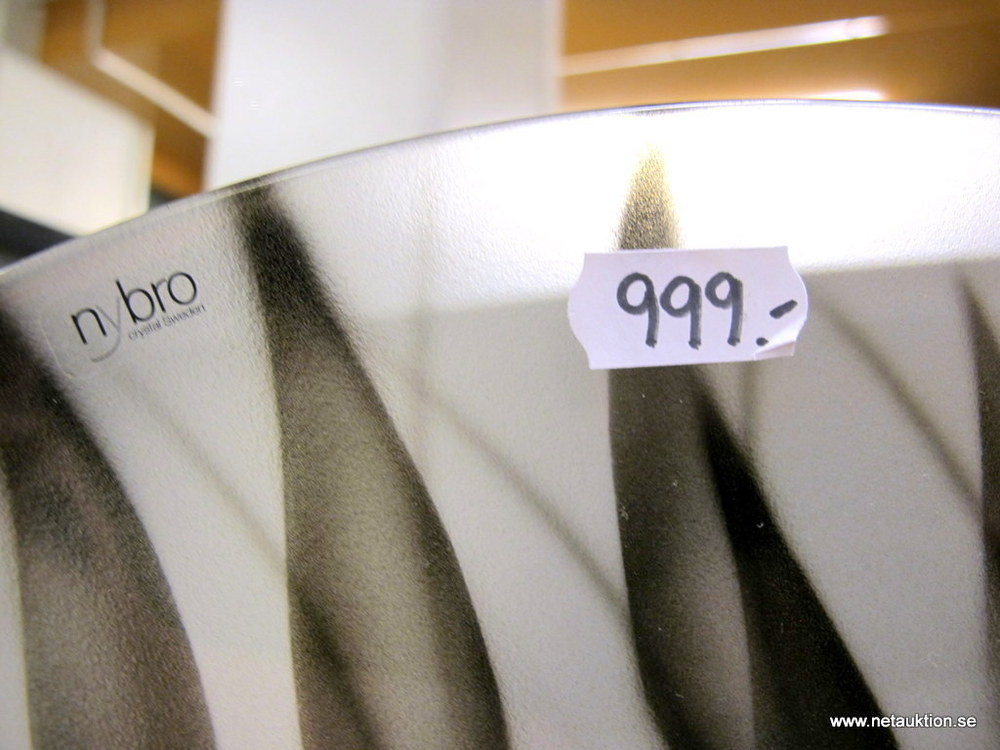 nybro
crystal Sweden
999.-
www.netauktion.se